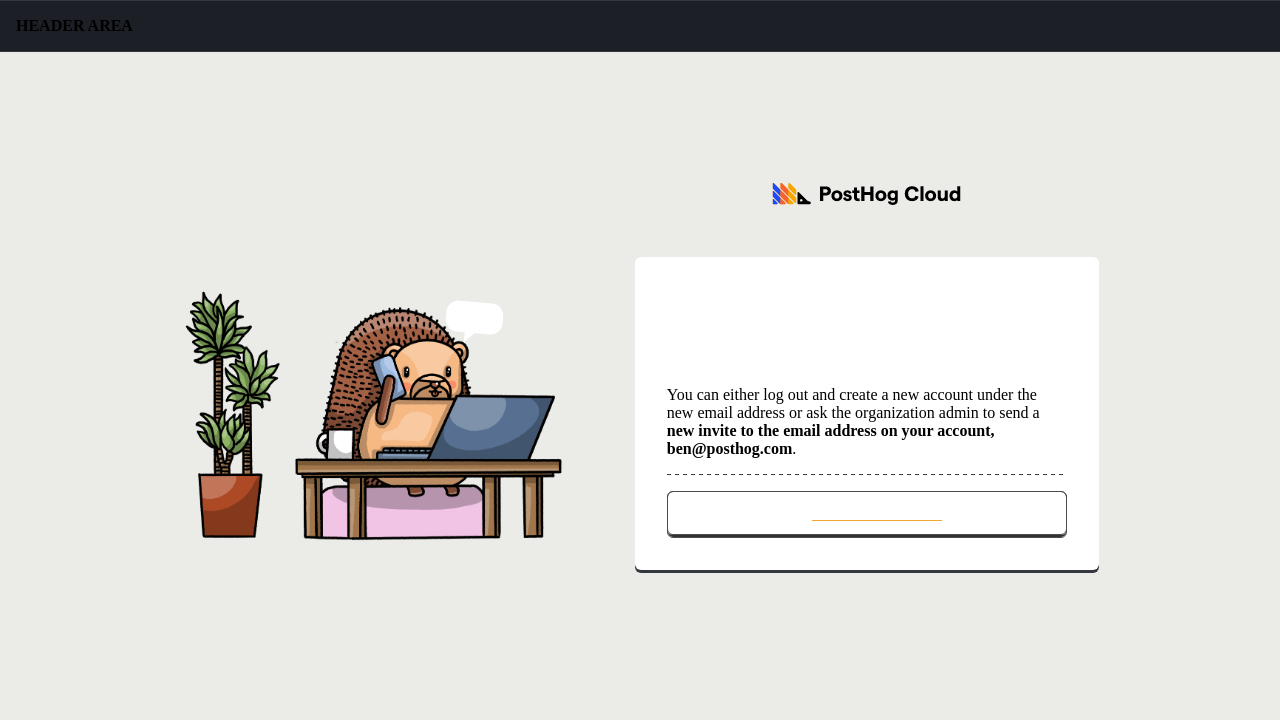 HEADER AREA
PostHog Cloud
You can either log out and create a new account under the
new email address or ask the organization admin to send a
new invite to the email address on your account,
ben@posthog.com.